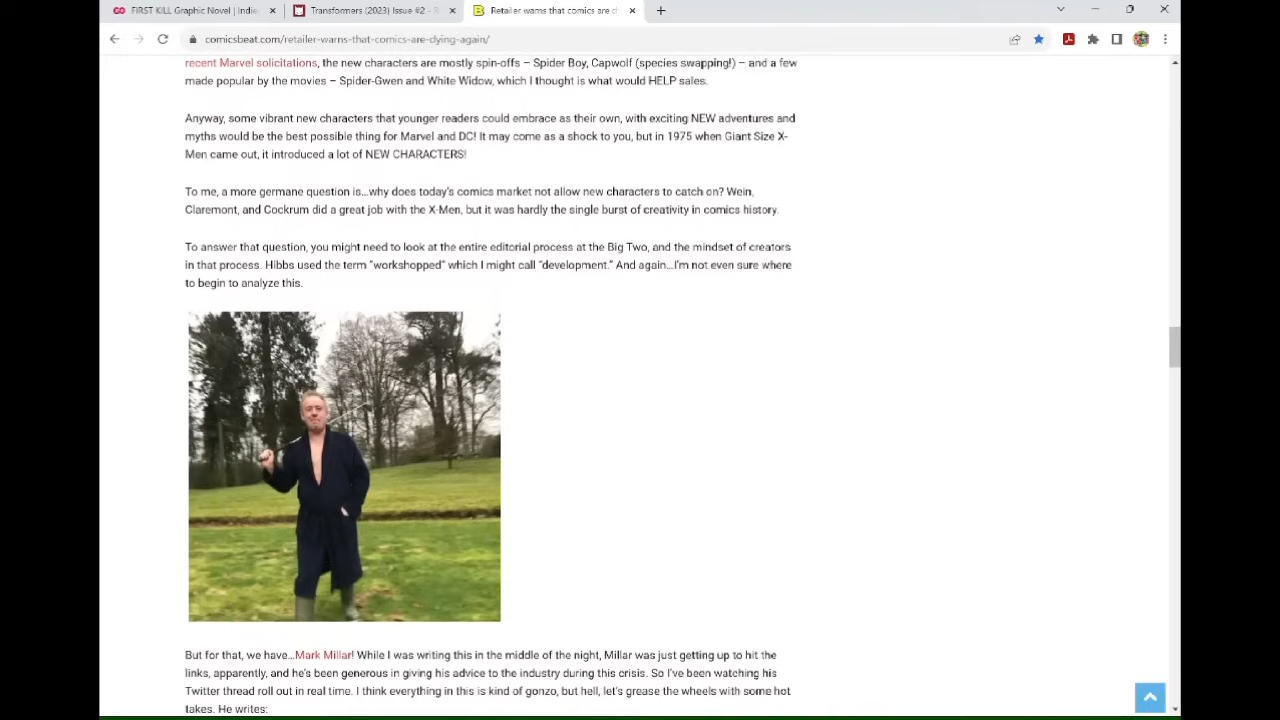 FIRST KILL Graphic Novel | Indie
Transformers (2023) Issue #2 - R
Retailer warns that comics are d
comicsbeat.com/retailer-warns-that-comics-are-dying-again/
recent Marvel solicitations, the new characters are mostly spin-offs – Spider Boy, Capwolf (species swapping!) – and a few
made popular by the movies – Spider-Gwen and White Widow, which I thought is what would HELP sales.
Anyway, some vibrant new characters that younger readers could embrace as their own, with exciting NEW adventures and
myths would be the best possible thing for Marvel and DC! It may come as a shock to you, but in 1975 when Giant Size X-
Men came out, it introduced a lot of NEW CHARACTERS!
To me, a more germane question is…why does today's comics market not allow new characters to catch on? Wein,
Claremont, and Cockrum did a great job with the X-Men, but it was hardly the single burst of creativity in comics history.
To answer that question, you might need to look at the entire editorial process at the Big Two, and the mindset of creators
in that process. Hibbs used the term "workshopped" which I might call "development." And again…I'm not even sure where
to begin to analyze this.
But for that, we have…Mark Millar! While I was writing this in the middle of the night, Millar was just getting up to hit the
links, apparently, and he's been generous in giving his advice to the industry during this crisis. So I've been watching his
Twitter thread roll out in real time. I think everything in this is kind of gonzo, but hell, let's grease the wheels with some hot
takes. He writes: